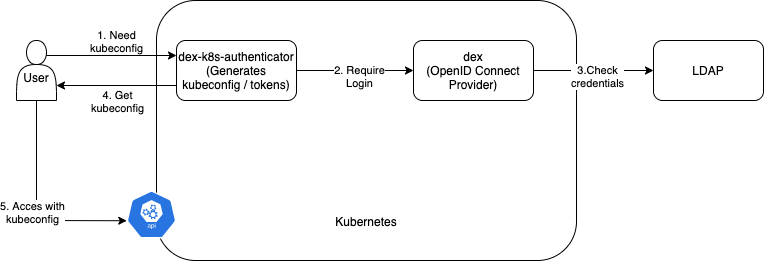 1. Need
kubeconfig
User
4. Get
kubeconfig
dex-k8s-authenticator
(Generates
kubeconfig / tokens)
2. Require
Login
dex
(OpenID Connect
Provider)
3.Check
credentials
LDAP
5. Acces with
kubeconfig
api
Kubernetes